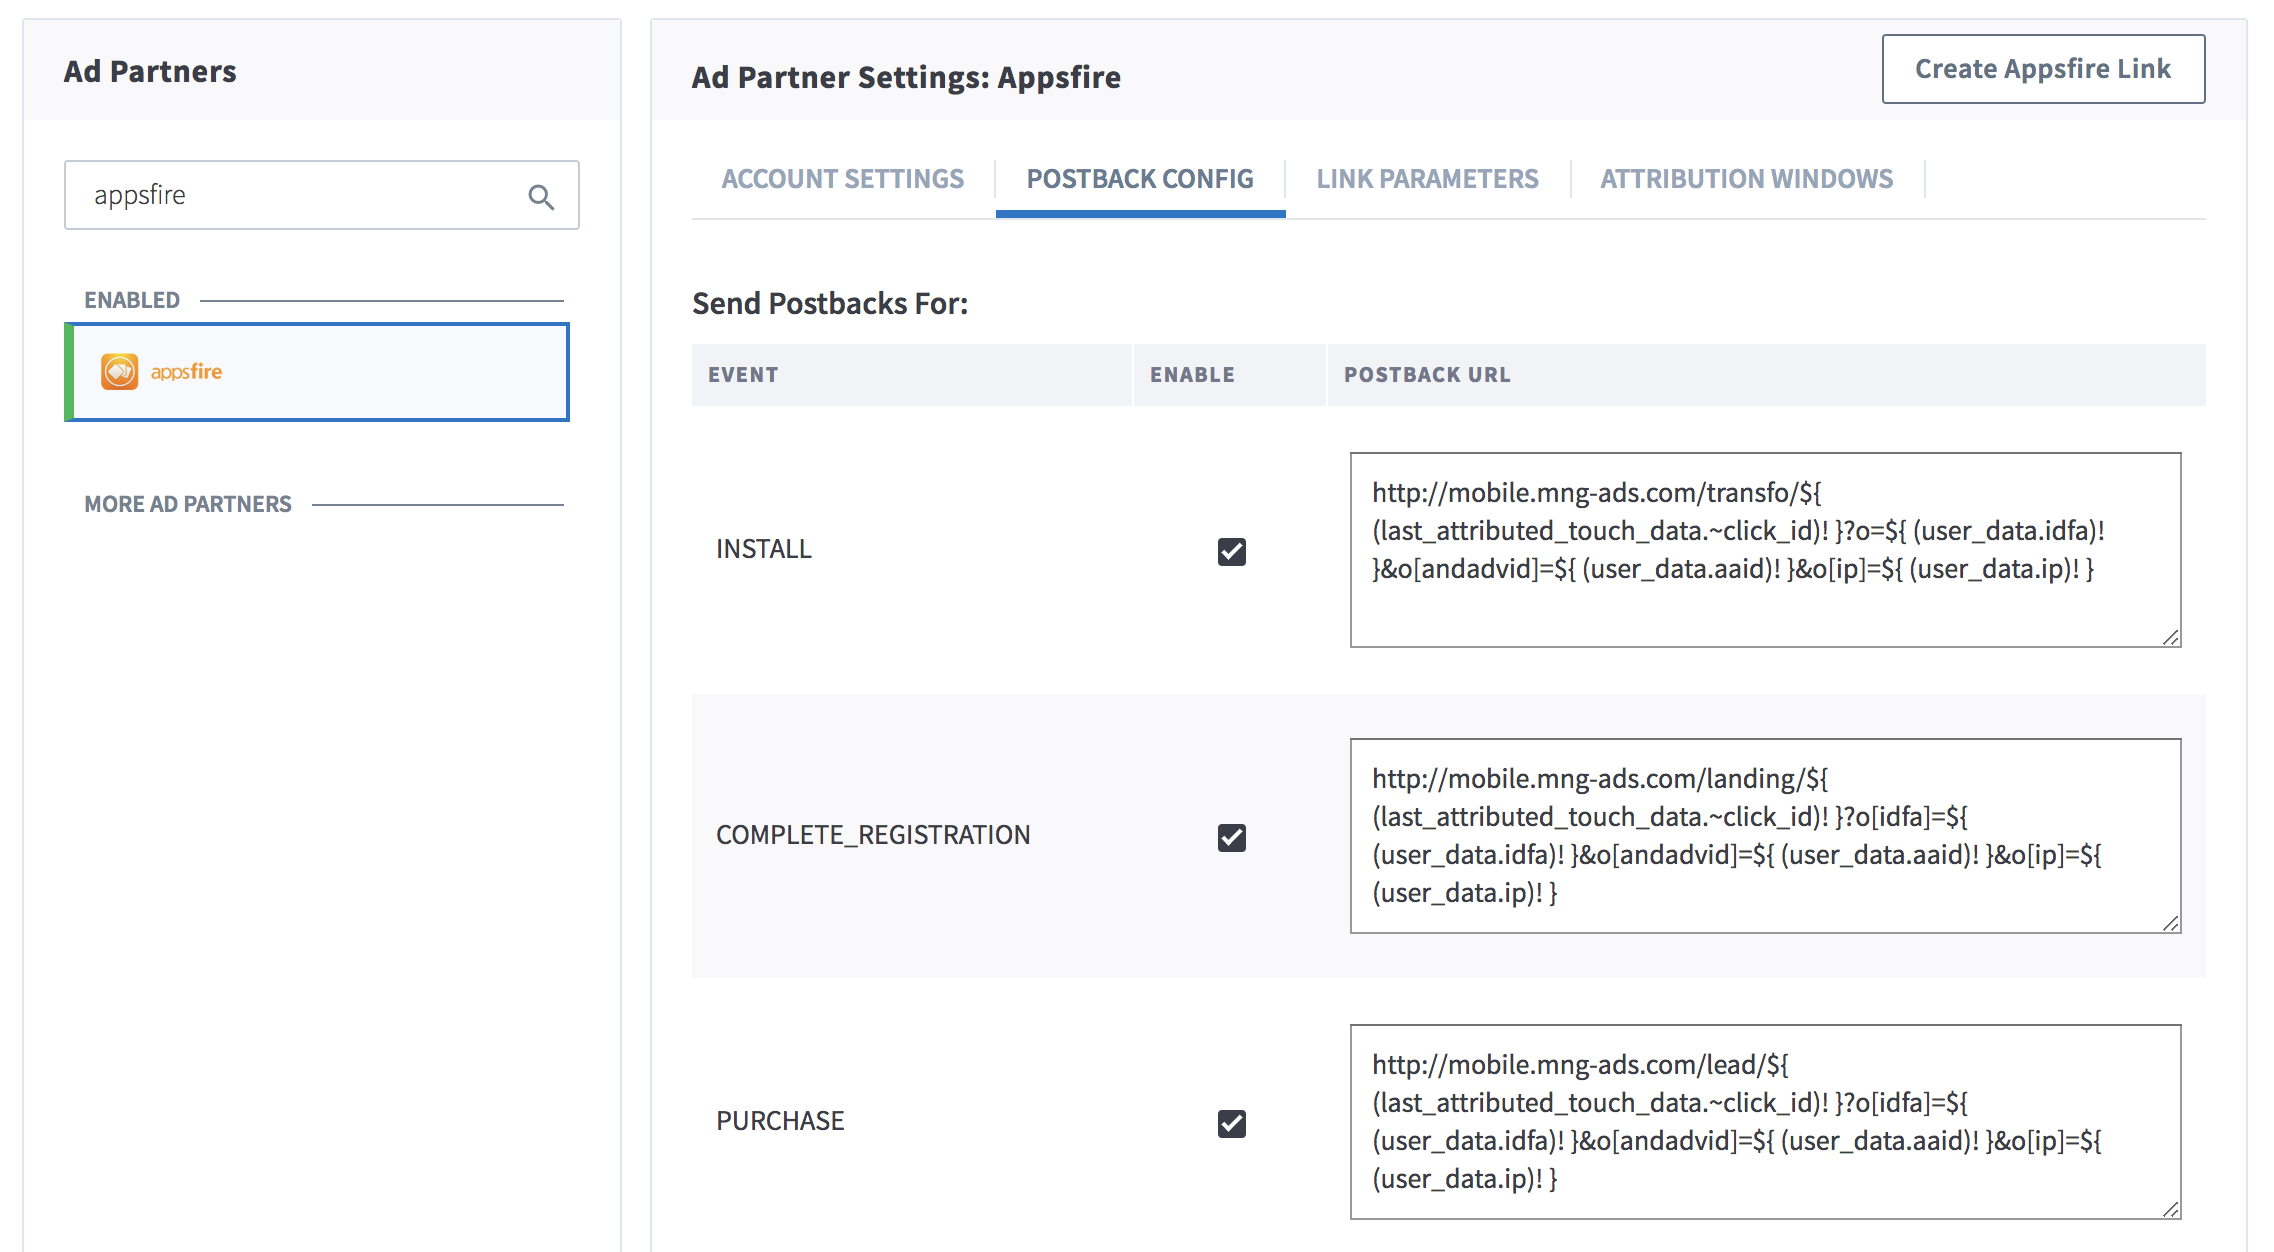 Ad Partners
appsfire
ENABLED
appsfire
MORE AD PARTNERS
Ad Partner Settings: Appsfire
Create Appsfire Link
ACCOUNT SETTINGS
POSTBACK CONFIG
LINK PARAMETERS
ATTRIBUTION WINDOWS
Send Postbacks For:
EVENT
ENABLE
POSTBACK URL
INSTALL
http://mobile.mng-ads.com/transfo/${
(last_attributed_touch_data.~click_id)! }?o=${ (user_data.idfa)!
}&o[andadvid]=${ (user_data.aaid)! }&o[ip]=${ (user_data.ip)! }
COMPLETE_REGISTRATION
http://mobile.mng-ads.com/landing/${
(last_attributed_touch_data.~click_id)! }?o[idfa]=${
(user_data.idfa)! }&o[andadvid]=${ (user_data.aaid)! }&o[ip]=${
(user_data.ip)! }
PURCHASE
http://mobile.mng-ads.com/lead/${
(last_attributed_touch_data.~click_id)! }?o[idfa]=${
(user_data.idfa)! }&o[andadvid]=${ (user_data.aaid)! }&o[ip]=${
(user_data.ip)! }